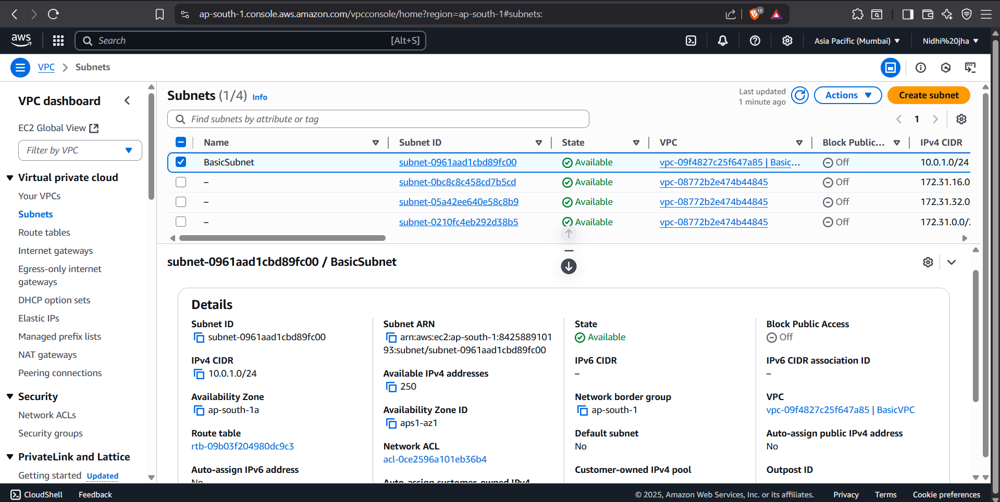 ap-south-1.console.aws.amazon.com/vpcconsole/home?region=ap-south-1#subnets:
18
aws
Search [Alt+S]
Asia Pacific (Mumbai)
Nidhi%20jha
VPC
Subnets
VPC dashboard
EC2 Global View
Filter by VPC
Virtual private cloud
Your VPCs
Subnets
Route tables
Internet gateways
Egress-only internet
gateways
DHCP option sets
Elastic IPs
Managed prefix lists
NAT gateways
Peering connections
Security
Network ACLs
Security groups
PrivateLink and Lattice
Getting started Updated
Subnets (1/4) Info
Last updated
1 minute ago
Actions
Create subnet
Find subnets by attribute or tag
1
Name Subnet ID State VPC Block Public... IPv4 CIDR
BasicSubnet subnet-0961aad1cbd89fc00 Available vpc-09f4827c25f647a85 | Basic... Off 10.0.1.0/24
– subnet-0bc8c8c458cd7b5cd Available vpc-08772b2e474b44845 Off 172.31.16.0
– subnet-05a42ee640e58c8b9 Available vpc-08772b2e474b44845 Off 172.31.32.0
– subnet-0210fc4eb292d38b5 Available vpc-08772b2e474b44845 Off 172.31.0.0/
subnet-0961aad1cbd89fc00 / BasicSubnet
Details
Subnet ID
subnet-0961aad1cbd89fc00
IPv4 CIDR
10.0.1.0/24
Availability Zone
ap-south-1a
Route table
rtb-09b03f204980dc9c3
Auto-assign IPv6 address
No
Subnet ARN
arn:aws:ec2:ap-south-1:8425889101
93:subnet/subnet-0961aad1cbd89fc00
Available IPv4 addresses
250
Availability Zone ID
aps1-az1
Network ACL
acl-0ce2596a101eb36b4
Auto-assign customer-owned IPv4
State
Available
IPv6 CIDR
–
Network border group
ap-south-1
Default subnet
No
Customer-owned IPv4 pool
Block Public Access
Off
IPv6 CIDR association ID
–
VPC
vpc-09f4827c25f647a85 | BasicVPC
Auto-assign public IPv4 address
No
Outpost ID
CloudShell Feedback
© 2025, Amazon Web Services, Inc. or its affiliates. Privacy Terms Cookie preferences